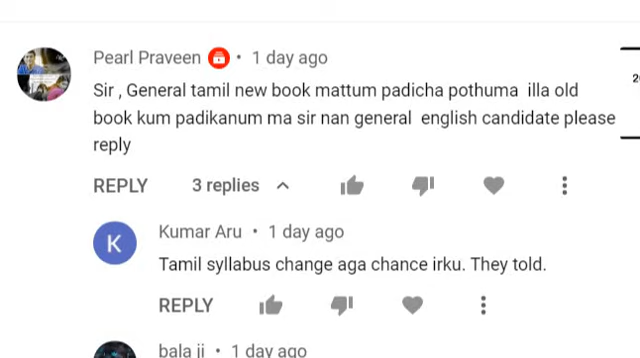 Pearl Praveen • 1 day ago
Sir , General tamil new book mattum padicha pothuma illa old
book kum padikanum ma sir nan general english candidate please
reply
REPLY 3 replies
K
Kumar Aru • 1 day ago
Tamil syllabus change aga chance irku. They told.
REPLY
bala ji • 1 day ago